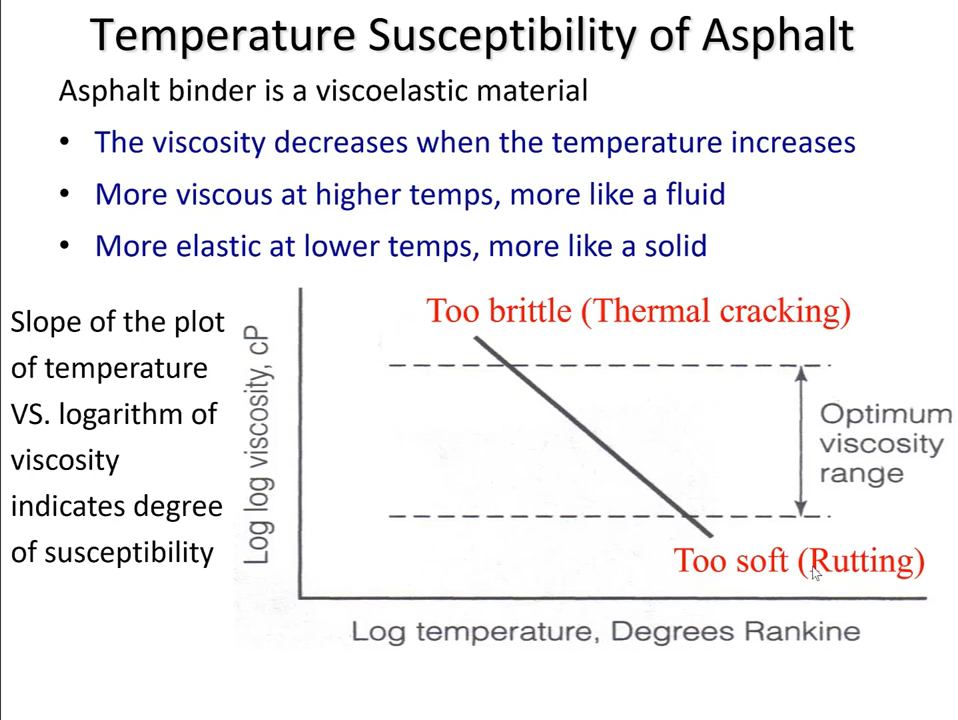 Temperature Susceptibility of Asphalt
Asphalt binder is a viscoelastic material
• The viscosity decreases when the temperature increases
• More viscous at higher temps, more like a fluid
• More elastic at lower temps, more like a solid
Slope of the plot
of temperature
VS. logarithm of
viscosity
indicates degree
of susceptibility
Log log viscosity, cP
Too brittle (Thermal cracking)
Optimum
viscosity
range
Too soft (Rutting)
Log temperature, Degrees Rankine